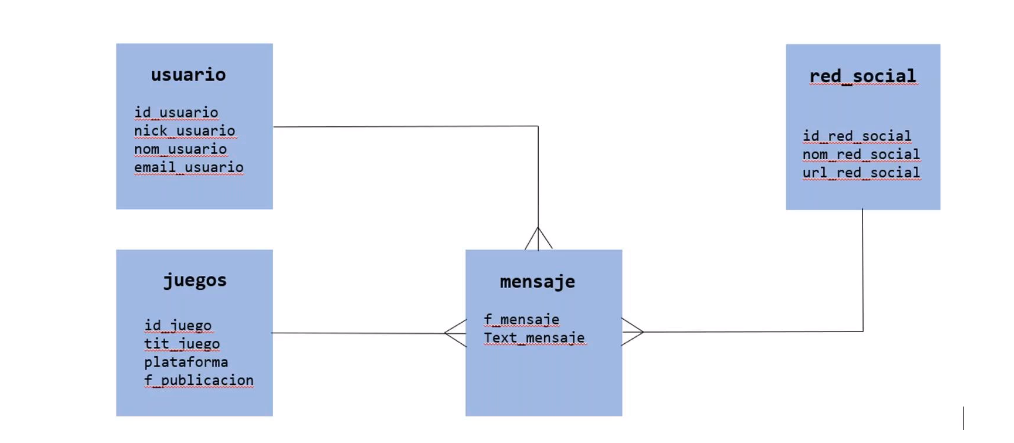 usuario
id_usuario
nick_usuario
nom_usuario
email_usuario
red_social
id_red_social
nom_red_social
url_red_social
juegos
id_juego
tit_juego
plataforma
f_publicacion
mensaje
f_mensaje
Text_mensaje